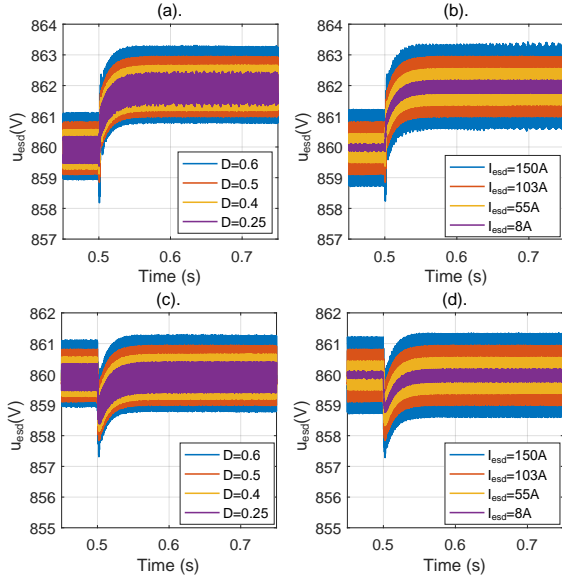 (a).
864
863
862
861
860
859
858
857
u_esd(V)
0.5
0.6
0.7
Time (s)
D=0.6
D=0.5
D=0.4
D=0.25
(b).
864
863
862
861
860
859
858
857
u_esd(V)
0.5
0.6
0.7
Time (s)
I_esd=150A
I_esd=103A
I_esd=55A
I_esd=8A
(c).
862
861
860
859
858
857
856
855
u_esd(V)
0.5
0.6
0.7
Time (s)
D=0.6
D=0.5
D=0.4
D=0.25
(d).
862
861
860
859
858
857
856
855
u_esd(V)
0.5
0.6
0.7
Time (s)
I_esd=150A
I_esd=103A
I_esd=55A
I_esd=8A